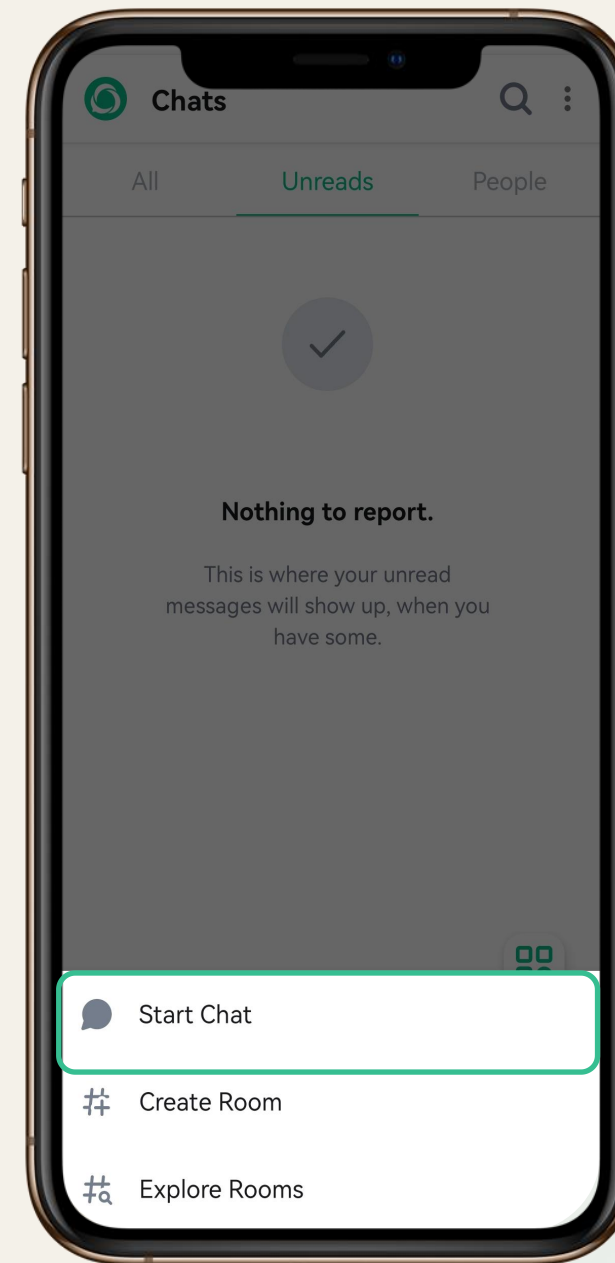 Chats
All
Unreads
People
Nothing to report.
This is where your unread
messages will show up, when you
have some.
Start Chat
Create Room
Explore Rooms